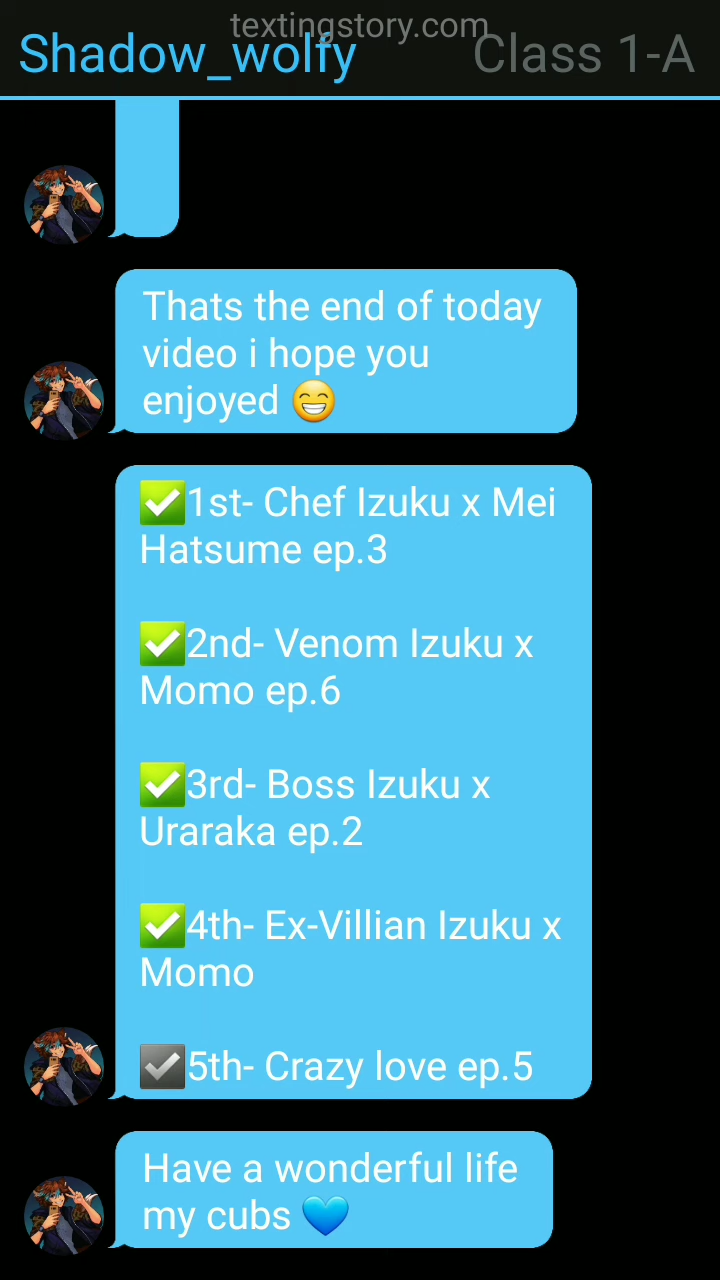 textingstory.com
Shadow_wolfy
Class 1-A
Thats the end of today
video i hope you
enjoyed 😁
✅1st- Chef Izuku x Mei
Hatsume ep.3
✅2nd- Venom Izuku x
Momo ep.6
✅3rd- Boss Izuku x
Uraraka ep.2
✅4th- Ex-Villian Izuku x
Momo
☑5th- Crazy love ep.5
Have a wonderful life
my cubs 💙